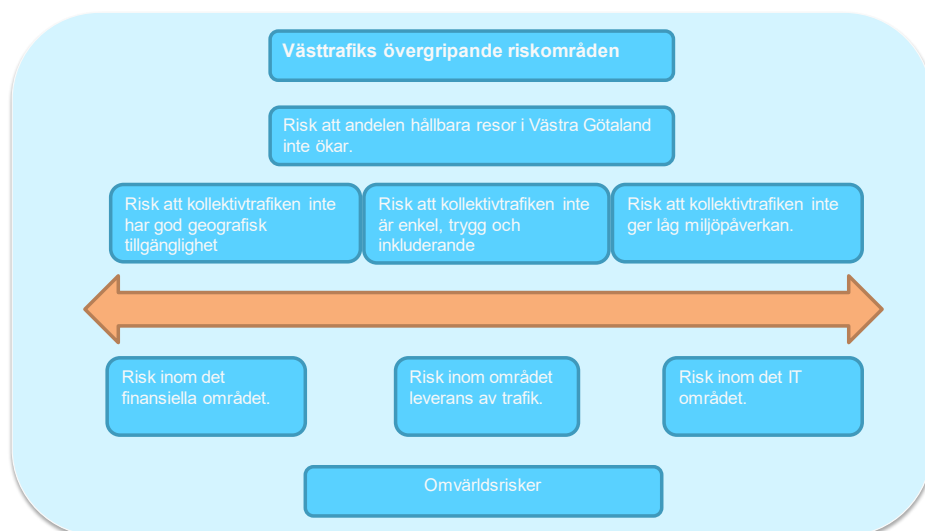 Västtrafiks övergripande riskområden
Risk att andelen hållbara resor i Västra Götaland
inte ökar.
Risk att kollektivtrafiken inte
har god geografisk
tillgänglighet
Risk att kollektivtrafiken inte
är enkel, trygg och
inkluderande
Risk att kollektivtrafiken inte
ger låg miljöpåverkan.
Risk inom det
finansiella området.
Risk inom området
leverans av trafik.
Risk inom det IT
området.
Omvärldsrisker